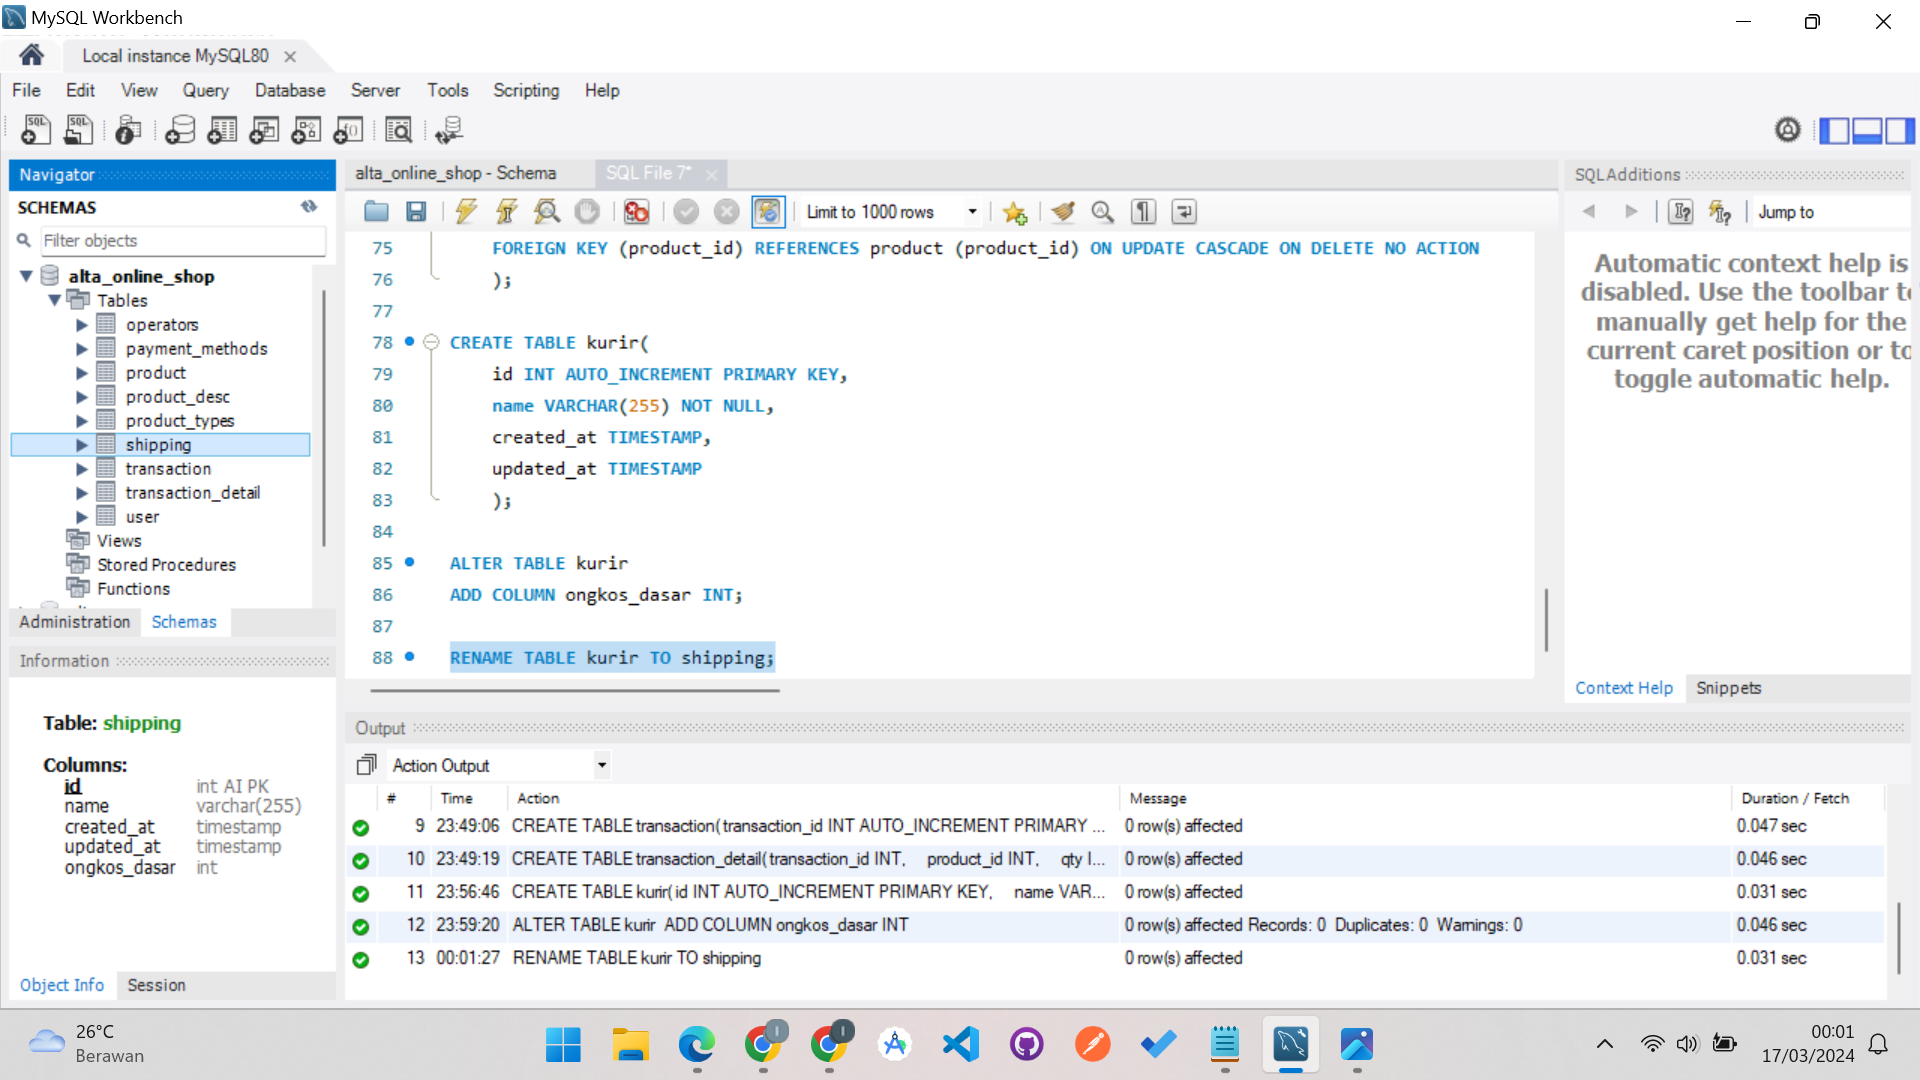 MySQL Workbench
Local instance MySQL80
File Edit View Query Database Server Tools Scripting Help
Navigator
SCHEMAS
Filter objects
alta_online_shop
Tables
operators
payment_methods
product
product_desc
product_types
shipping
transaction
transaction_detail
user
Views
Stored Procedures
Functions
Administration Schemas
Information
Table: shipping
Columns:
id int AI PK
name varchar(255)
created_at timestamp
updated_at timestamp
ongkos_dasar int
Object Info Session
alta_online_shop - Schema SQL File 7*
Limit to 1000 rows
75 FOREIGN KEY (product_id) REFERENCES product (product_id) ON UPDATE CASCADE ON DELETE NO ACTION
76 );
77
78 CREATE TABLE kurir(
79 id INT AUTO_INCREMENT PRIMARY KEY,
80 name VARCHAR(255) NOT NULL,
81 created_at TIMESTAMP,
82 updated_at TIMESTAMP
83 );
84
85 ALTER TABLE kurir
86 ADD COLUMN ongkos_dasar INT;
87
88 RENAME TABLE kurir TO shipping;
SQLAdditions
Jump to
Automatic context help is
disabled. Use the toolbar to
manually get help for the
current caret position or to
toggle automatic help.
Context Help Snippets
Output
Action Output
# Time Action Message Duration / Fetch
9 23:49:06 CREATE TABLE transaction( transaction_id INT AUTO_INCREMENT PRIMARY ... 0 row(s) affected 0.047 sec
10 23:49:19 CREATE TABLE transaction_detail( transaction_id INT, product_id INT, qty I... 0 row(s) affected 0.046 sec
11 23:56:46 CREATE TABLE kurir( id INT AUTO_INCREMENT PRIMARY KEY, name VAR... 0 row(s) affected 0.031 sec
12 23:59:20 ALTER TABLE kurir ADD COLUMN ongkos_dasar INT 0 row(s) affected Records: 0 Duplicates: 0 Warnings: 0 0.046 sec
13 00:01:27 RENAME TABLE kurir TO shipping 0 row(s) affected 0.031 sec
26°C
Berawan
00:01
17/03/2024